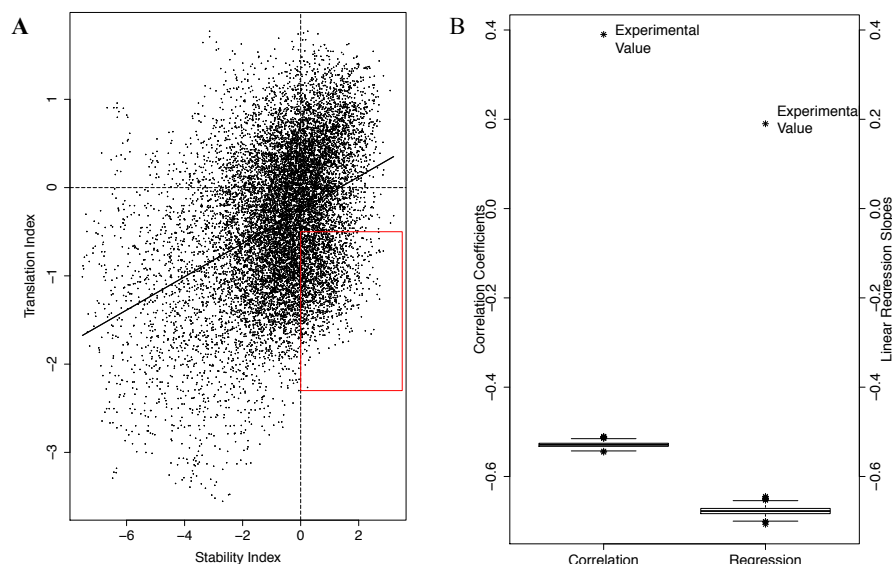 A
B
Translation Index
1
0
−1
−2
−3
−6
−4
−2
0
2
Stability Index
Correlation Coefficients
0.4
0.2
0.0
−0.2
−0.4
−0.6
Experimental
Value
Experimental
Value
0.4
0.2
0.0
−0.2
−0.4
−0.6
Linear Regression Slopes
Correlation
Regression